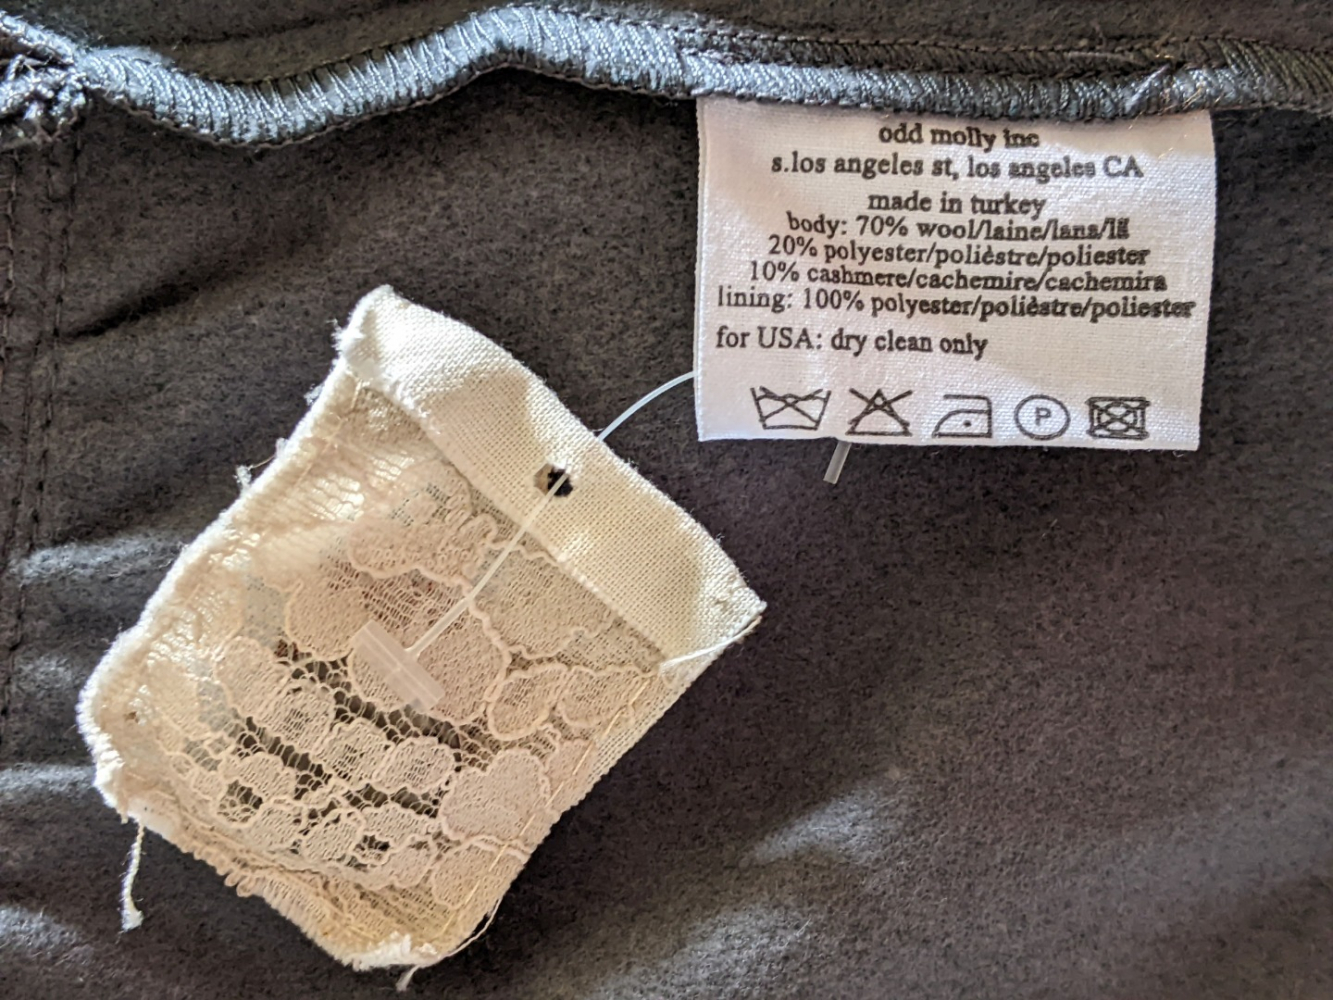 odd molly inc
s.los angeles st, los angeles CA
made in turkey
body: 70% wool/laine/lana/
20% polyester/polièstre/poliester
10% cashmere/cachemire/cachemira
lining: 100% polyester/polièstre/poliester
for USA: dry clean only
P